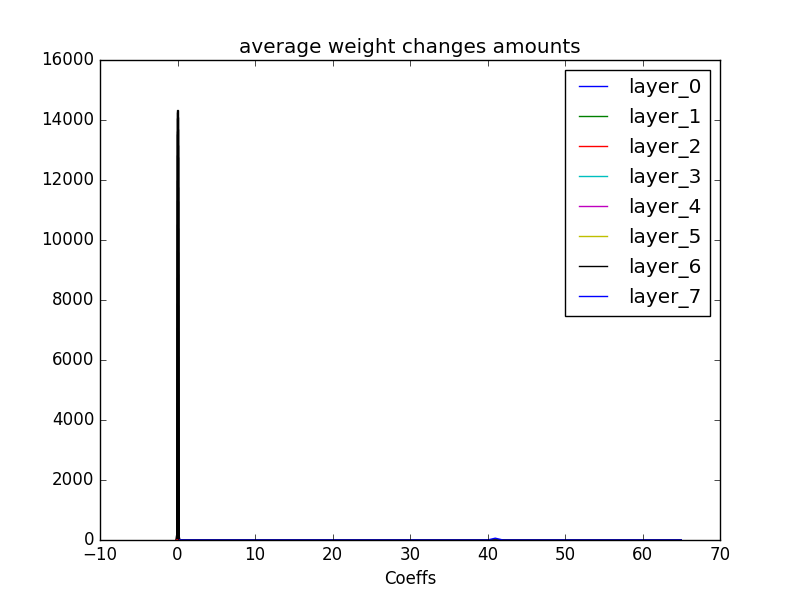 average weight changes amounts
16000
14000
12000
10000
8000
6000
4000
2000
0
layer_0
layer_1
layer_2
layer_3
layer_4
layer_5
layer_6
layer_7
−10 0 10 20 30 40 50 60 70
Coeffs